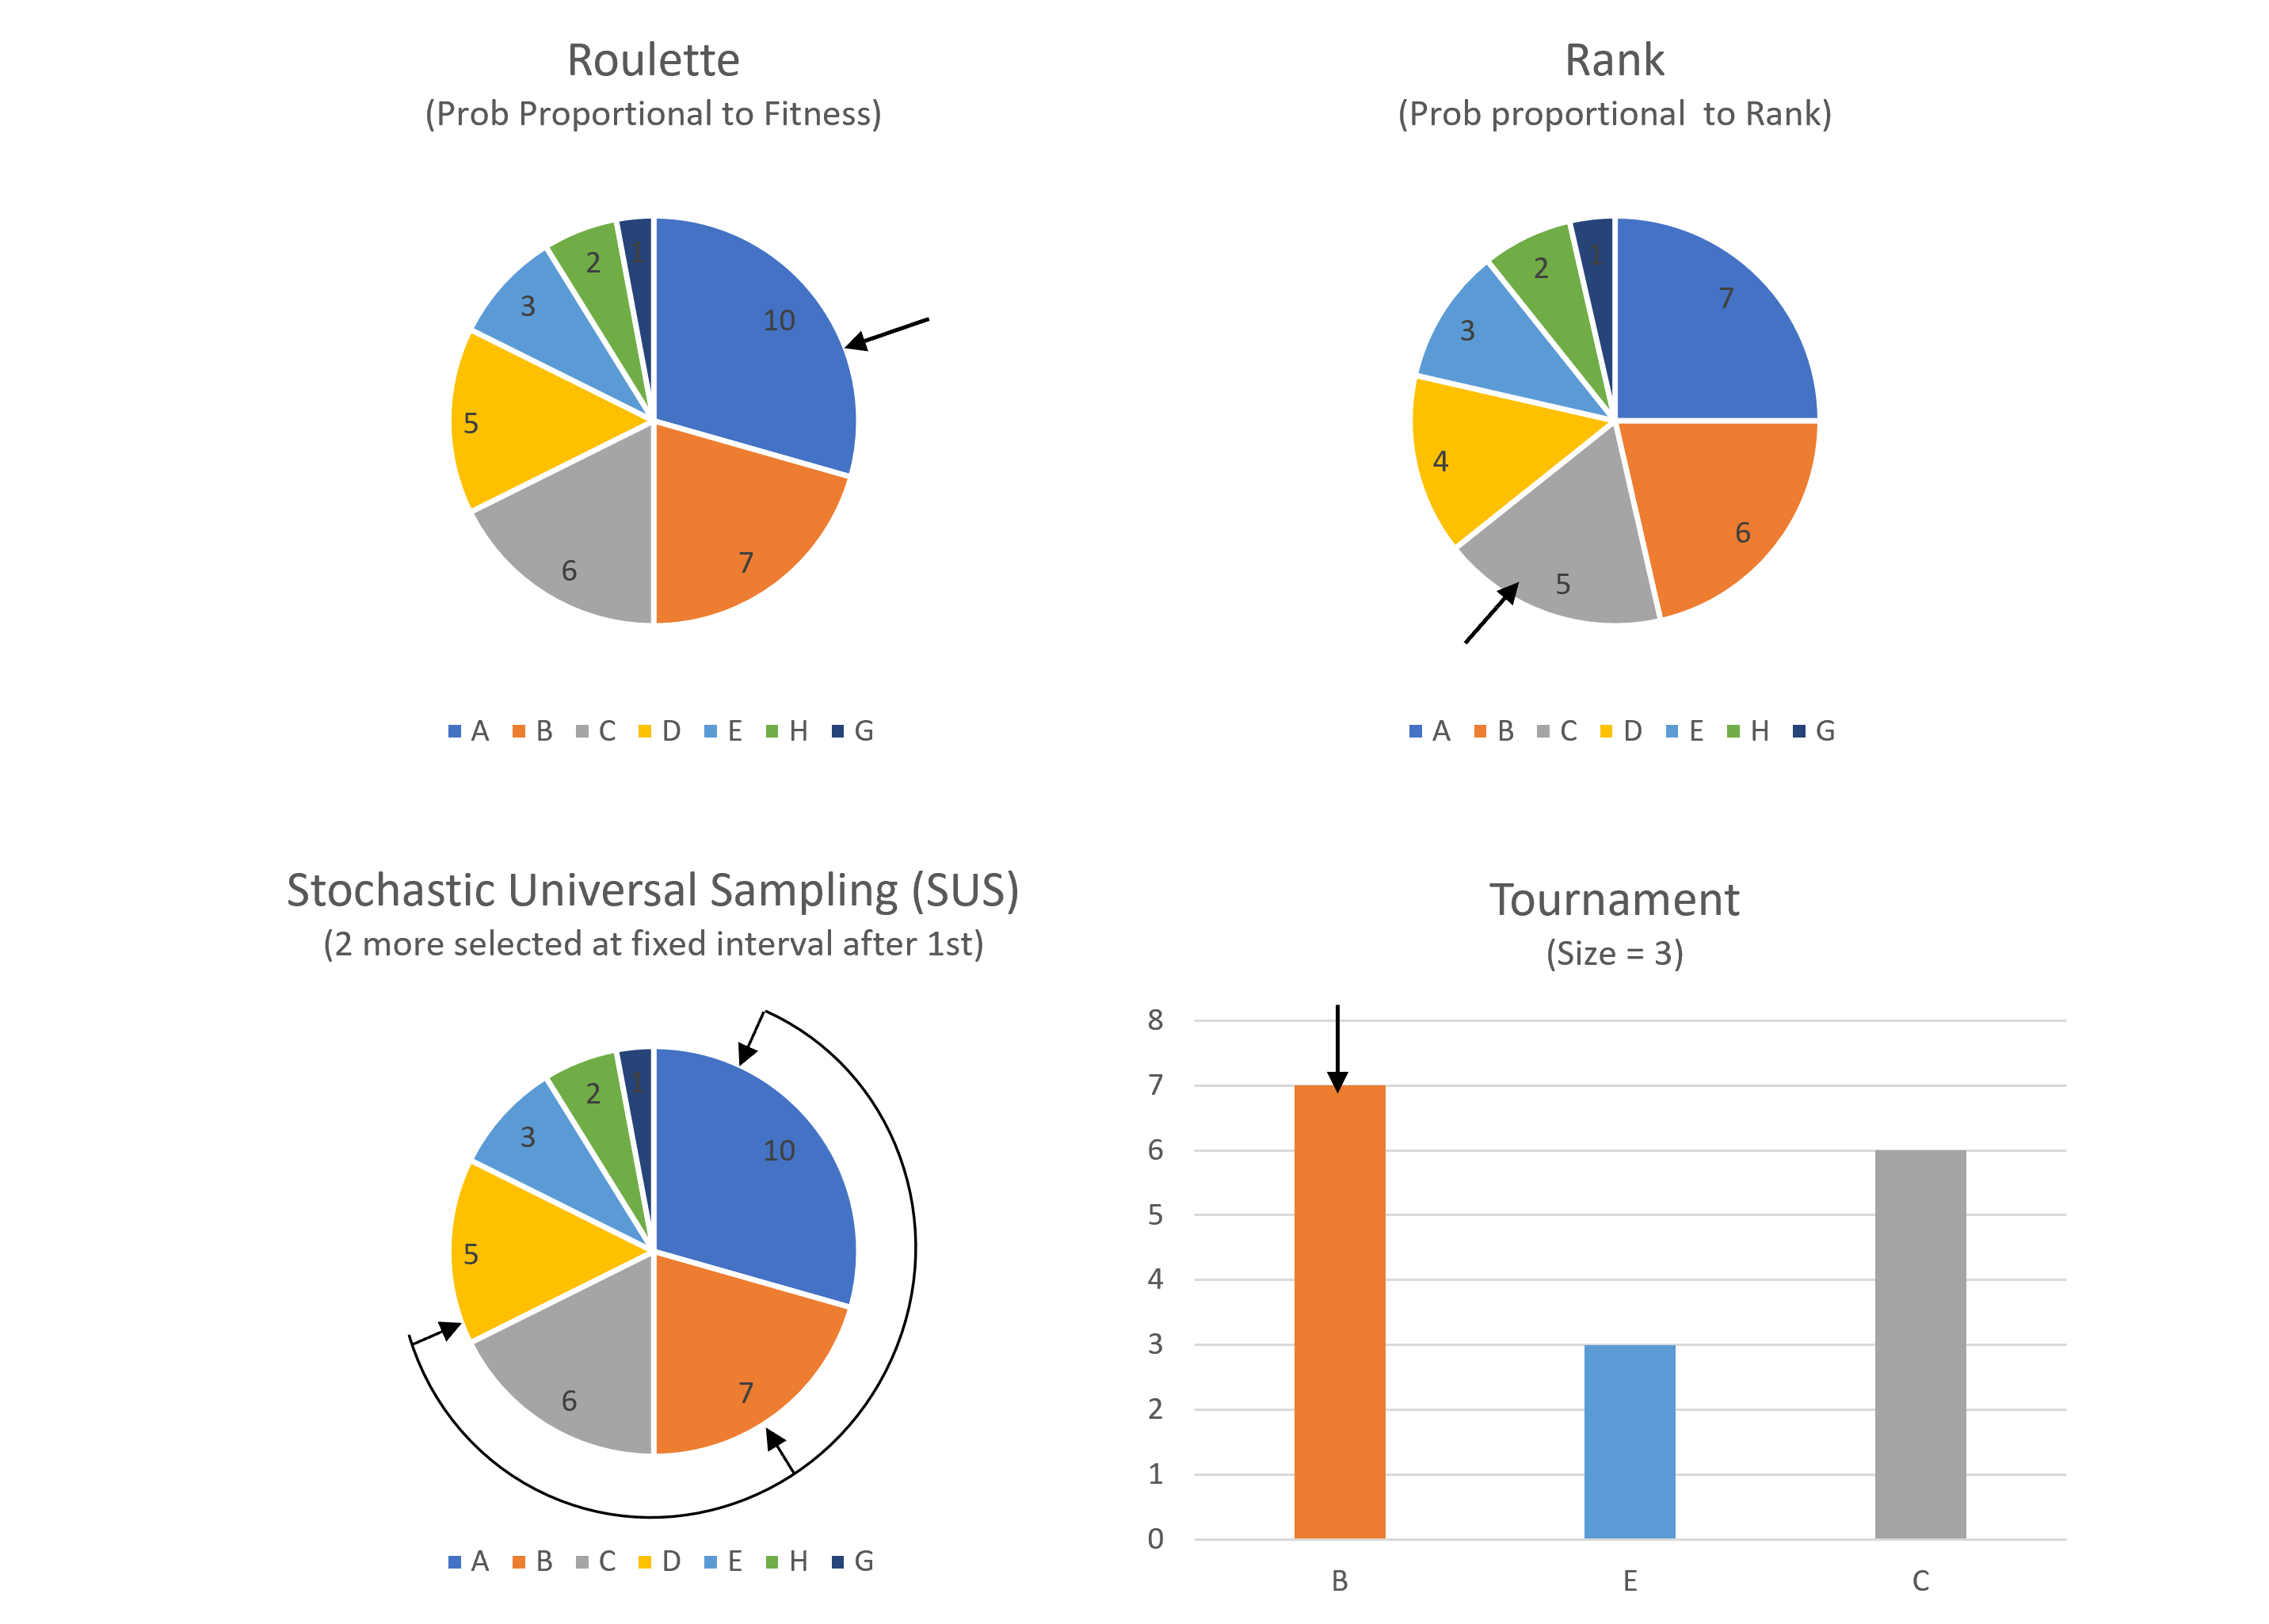 Roulette
(Prob Proportional to Fitness)
10
7
6
5
3
2
1
A B C D E H G
Rank
(Prob proportional  to Rank)
7
6
5
4
3
2
1
A B C D E H G
Stochastic Universal Sampling (SUS)
(2 more selected at fixed interval after 1st)
10
7
6
5
3
2
1
A B C D E H G
Tournament
(Size = 3)
8
7
6
5
4
3
2
1
0
B E C